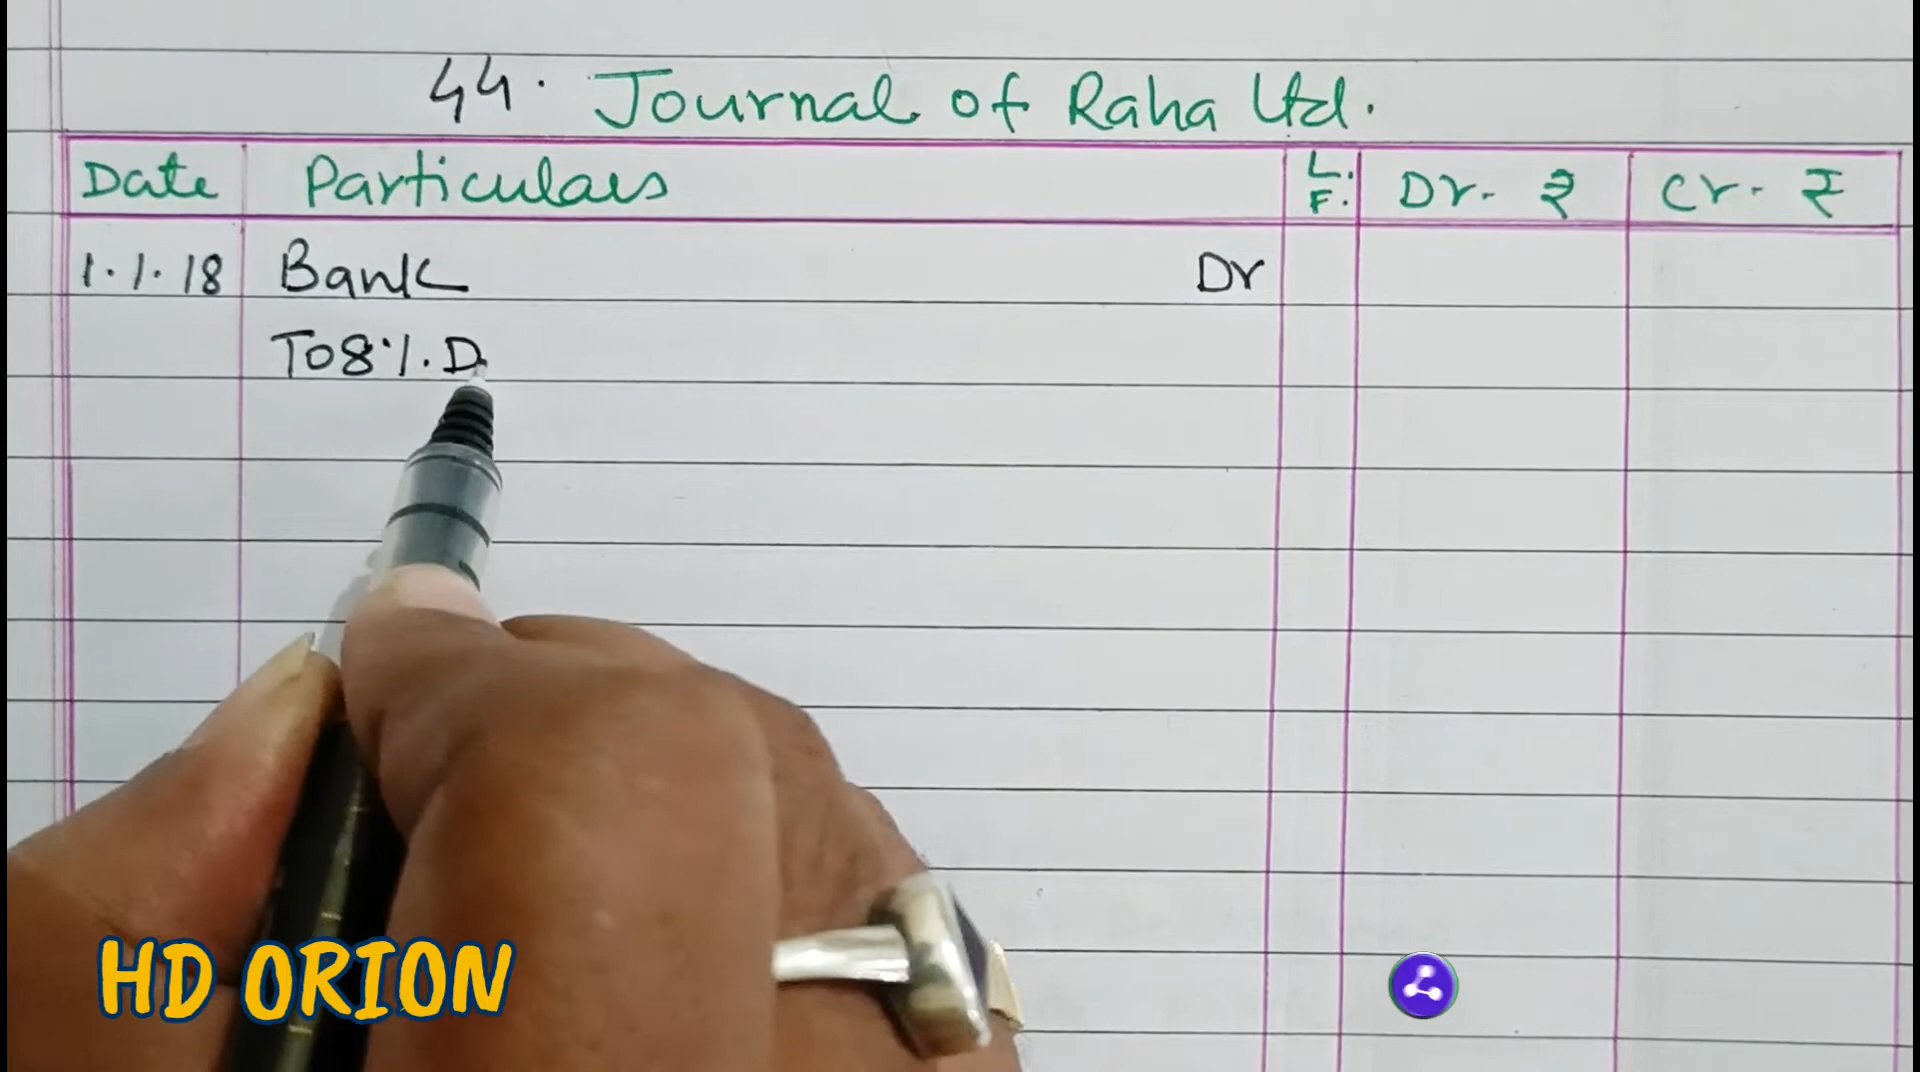 44. Journal of Raha Ltd.
Date Particulars L.F. Dr. ₹ Cr. ₹
1.1.18 Bank Dr
To 8%. D
HD ORION